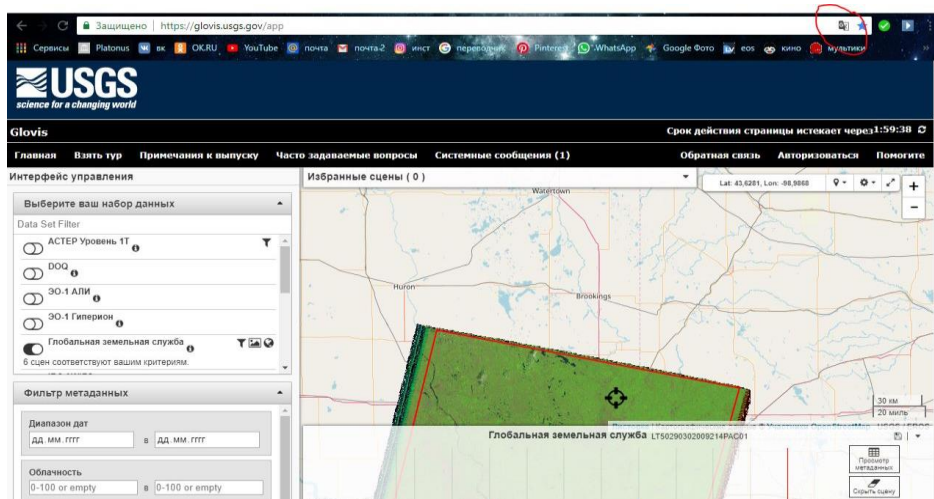 Защищено | https://glovis.usgs.gov/app
Сервисы Platonus вк OK.RU YouTube почта почта-2 инст переводчик Pinterest WhatsApp Google Фото eos кино мультики
USGS
science for a changing world
Glovis Срок действия страницы истекает через1:59:38
Главная Взять тур Примечания к выпуску Часто задаваемые вопросы Системные сообщения (1) Обратная связь Авторизоваться Помогите
Интерфейс управления
Избранные сцены ( 0 )
Lat: 43,6281, Lon: -98,9868
Выберите ваш набор данных
Data Set Filter
АСТЕР Уровень 1Т
DOQ
ЭО-1 АЛИ
ЭО-1 Гиперион
Глобальная земельная служба
6 сцен соответствуют вашим критериям.
Фильтр метаданных
Диапазон дат
дд.мм.гггг в дд.мм.гггг
Облачность
0-100 or empty в 0-100 or empty
Watertown
Huron
Brookings
30 км
20 миль
Глобальная земельная служба LT50290302009214PAC01
Просмотр
метаданных
Скрыть сцену